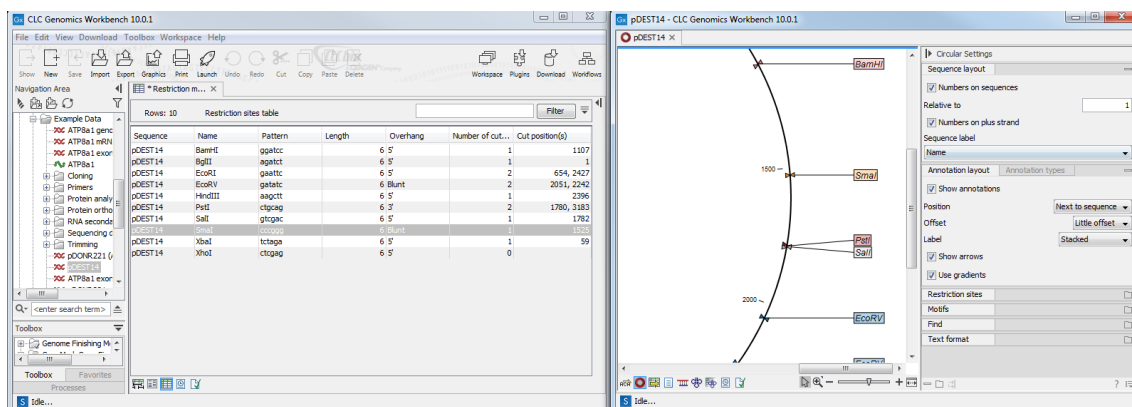 CLC Genomics Workbench 10.0.1
File Edit View Download Toolbox Workspace Help
Show New Save Import Export Graphics Print Launch Undo Redo Cut Copy Paste Delete Workspace Plugins Download Workflows
Navigation Area
* Restriction m...
Rows: 10 Restriction sites table Filter
Example Data
ATP8a1 geno
ATP8a1 mRN
ATP8a1 exor
ATP8a1
Cloning
Primers
Protein analy
Protein ortho
RNA seconda
Sequencing d
Trimming
pDONR221 (A
pDEST14
ATP8a1 exor
Sequence Name Pattern Length Overhang Number of cut... Cut position(s)
pDEST14 BamHI ggatcc 6 5' 1 1107
pDEST14 BglII agatct 6 5' 1 1
pDEST14 EcoRI gaattc 6 5' 2 654, 2427
pDEST14 EcoRV gatatc 6 Blunt 2 2051, 2242
pDEST14 HindIII aagctt 6 5' 1 2396
pDEST14 PstI ctgcag 6 3' 2 1780, 3183
pDEST14 SalI gtcgac 6 5' 1 1782
pDEST14 SmaI cccggg 6 Blunt 1 1525
pDEST14 XbaI tctaga 6 5' 1 59
pDEST14 XhoI ctcgag 6 5' 0
<enter search term>
Toolbox
Genome Finishing M
Toolbox Favorites
Processes
Idle...
pDEST14 - CLC Genomics Workbench 10.0.1
pDEST14
BamHI
1500
SmaI
PstI
SalI
2000
EcoRV
EcoRV
Circular Settings
Sequence layout
Numbers on sequences
Relative to 1
Numbers on plus strand
Sequence label
Name
Annotation layout Annotation types
Show annotations
Position Next to sequence
Offset Little offset
Label Stacked
Show arrows
Use gradients
Restriction sites
Motifs
Find
Text format
Idle...